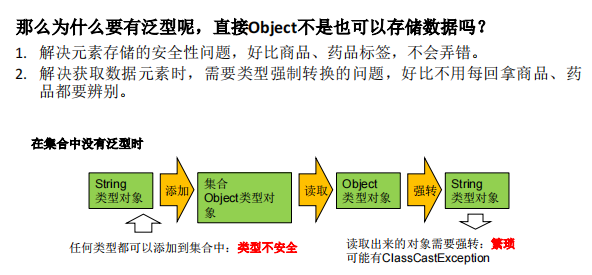 那么为什么要有泛型呢，直接Object不是也可以存储数据吗？
1. 解决元素存储的安全性问题，好比商品、药品标签，不会弄错。
2. 解决获取数据元素时，需要类型强制转换的问题，好比不用每回拿商品、药
品都要辨别。
在集合中没有泛型时
String
类型对象
添加
集合
Object类型对
象
读取
Object
类型对象
强转
String
类型对象
任何类型都可以添加到集合中：类型不安全
读取出来的对象需要强转：繁琐
可能有ClassCastException